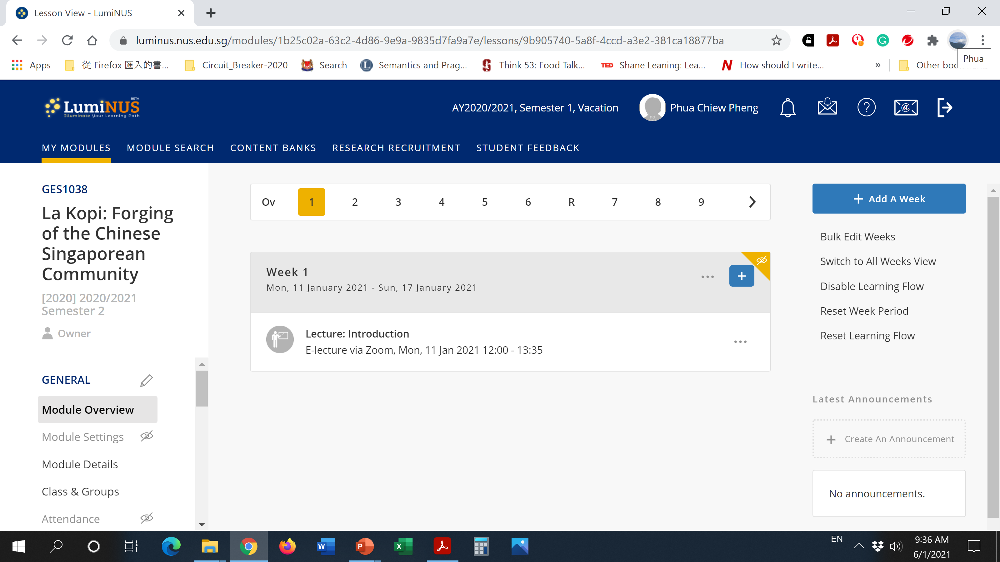 Lesson View - LumiNUS
luminus.nus.edu.sg/modules/1b25c02a-63c2-4d86-9e9a-9835d7fa9a7e/lessons/9b905740-5a8f-4ccd-a3e2-381ca18877ba
Phua
Apps
從 Firefox 匯入的書...
Circuit_Breaker-2020
Search
Semantics and Prag...
Think 53: Food Talk...
TED Shane Leaning: Lea...
N How should I write...
» Other
LumiNUS BETA
Illuminate Your Learning Path
AY2020/2021, Semester 1, Vacation
Phua Chiew Pheng
MY MODULES
MODULE SEARCH
CONTENT BANKS
RESEARCH RECRUITMENT
STUDENT FEEDBACK
GES1038
La Kopi: Forging
of the Chinese
Singaporean
Community
[2020] 2020/2021
Semester 2
Owner
GENERAL
Module Overview
Module Settings
Module Details
Class & Groups
Attendance
Ov 1 2 3 4 5 6 R 7 8 9
Week 1
Mon, 11 January 2021 - Sun, 17 January 2021
Lecture: Introduction
E-lecture via Zoom, Mon, 11 Jan 2021 12:00 - 13:35
+ Add A Week
Bulk Edit Weeks
Switch to All Weeks View
Disable Learning Flow
Reset Week Period
Reset Learning Flow
Latest Announcements
+ Create An Announcement
No announcements.
EN
9:36 AM
6/1/2021